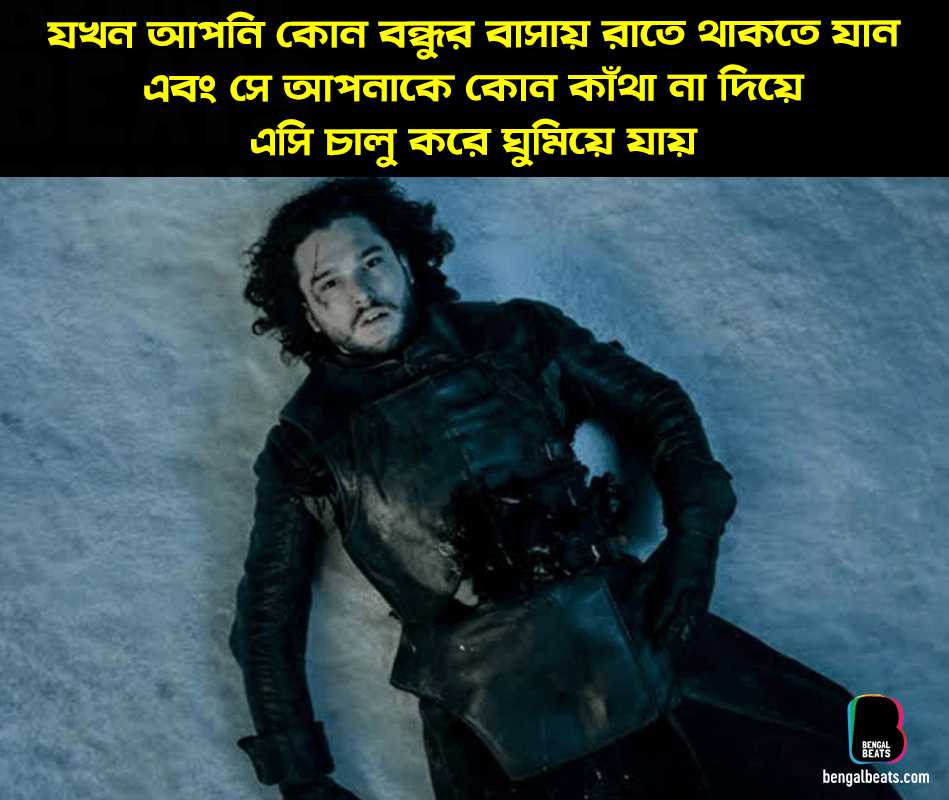 যখন আপনি কোন বন্ধুর বাসায় রাতে থাকতে যান
এবং সে আপনাকে কোন কাঁথা না দিয়ে
এসি চালু করে ঘুমিয়ে যায়
BENGAL
BEATS
bengalbeats.com